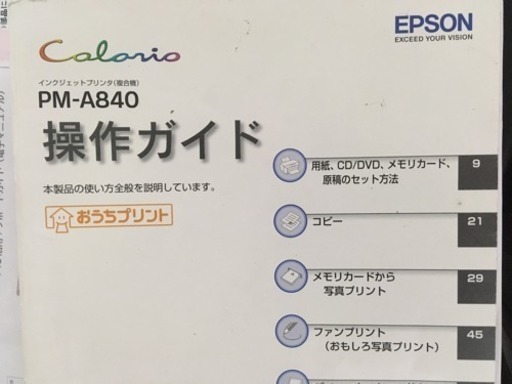 Colorio
EPSON
EXCEED YOUR VISION
インクジェットプリンタ(複合機)
PM-A840
操作ガイド
本製品の使い方全般を説明しています。
おうちプリント
用紙、CD/DVD、メモリカード、
原稿のセット方法
9
コピー
21
メモリカードから
写真プリント
29
ファンプリント
(おもしろ写真プリント)
45